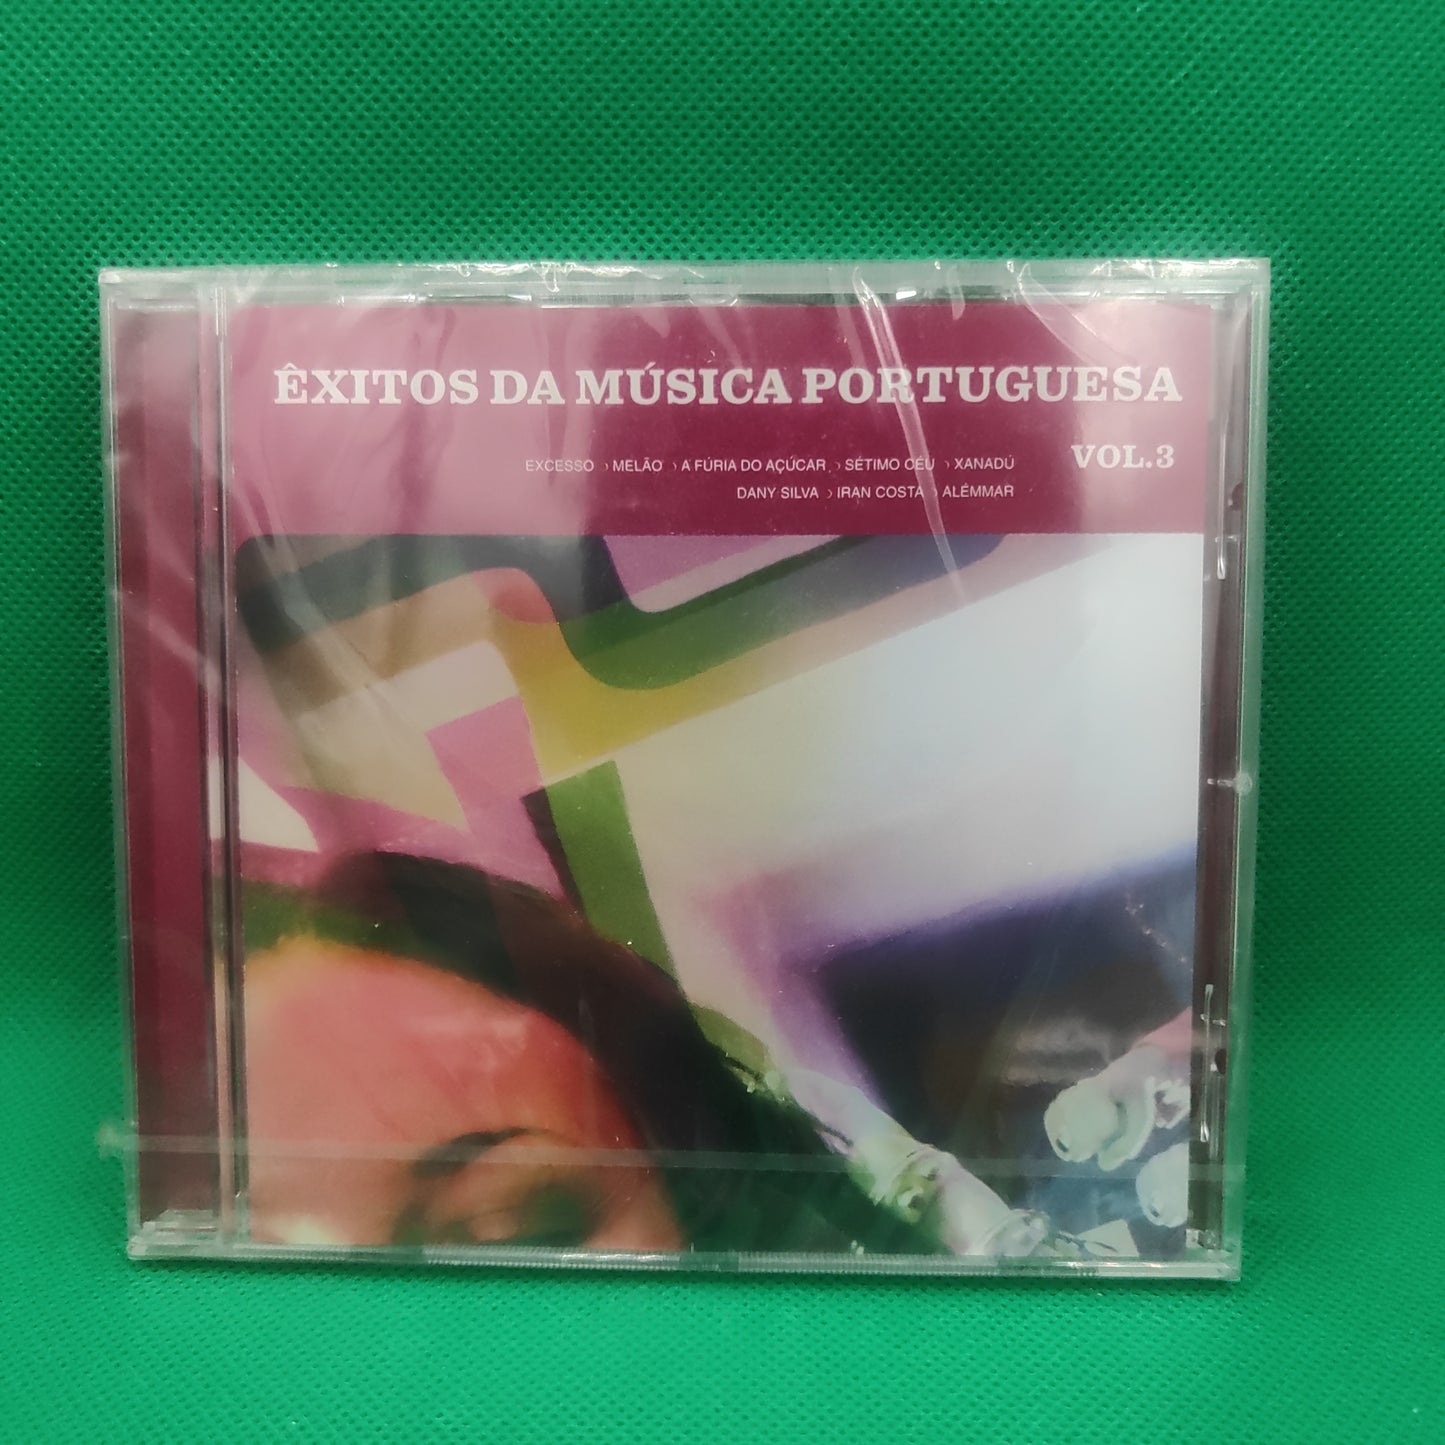 ÊXITOS DA MÚSICA PORTUGUESA
VOL.3
EXCESSO › MELÃO › A FÚRIA DO AÇÚCAR › SÉTIMO CÉU › XANADÚ
DANY SILVA › IRAN COSTA › ALÉMMAR